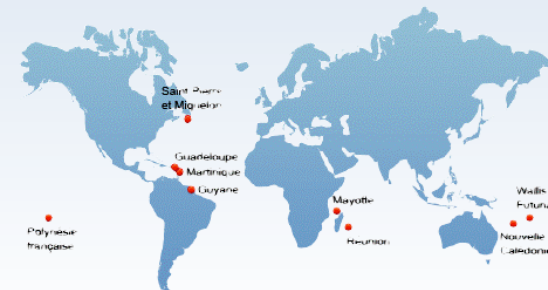 Saint Pierre
et Miquelon
Guadeloupe
Martinique
Guyane
Mayotte
Réunion
Wallis
Futuna
Nouvelle
Calédonie
Polynésie
française